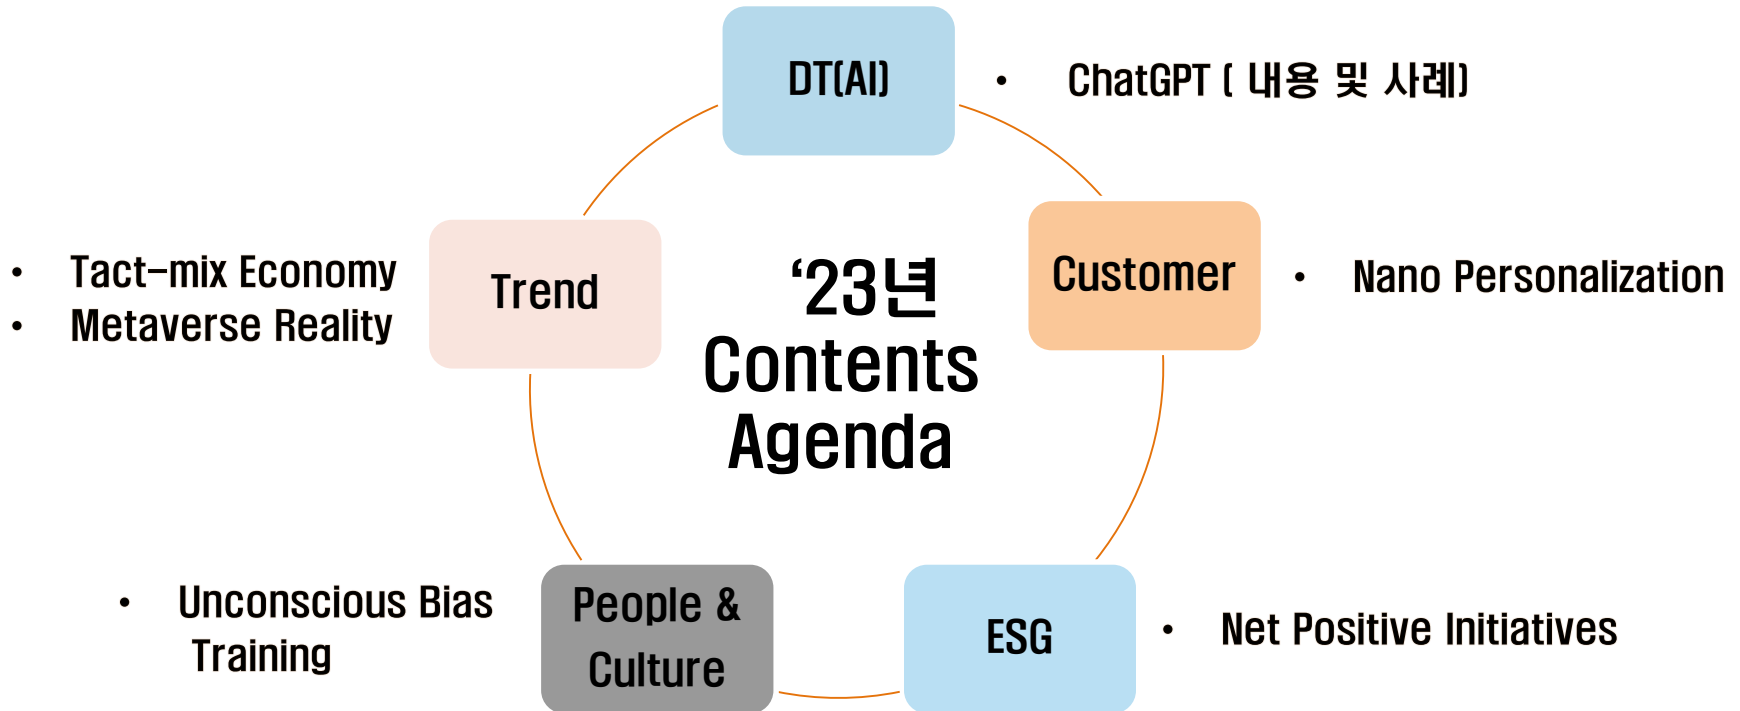 DT(AI)
• ChatGPT ( 내용 및 사례)
Customer
• Nano Personalization
ESG
• Net Positive Initiatives
People &
Culture
• Unconscious Bias
Training
Trend
• Tact-mix Economy
• Metaverse Reality
‘23년
Contents
Agenda